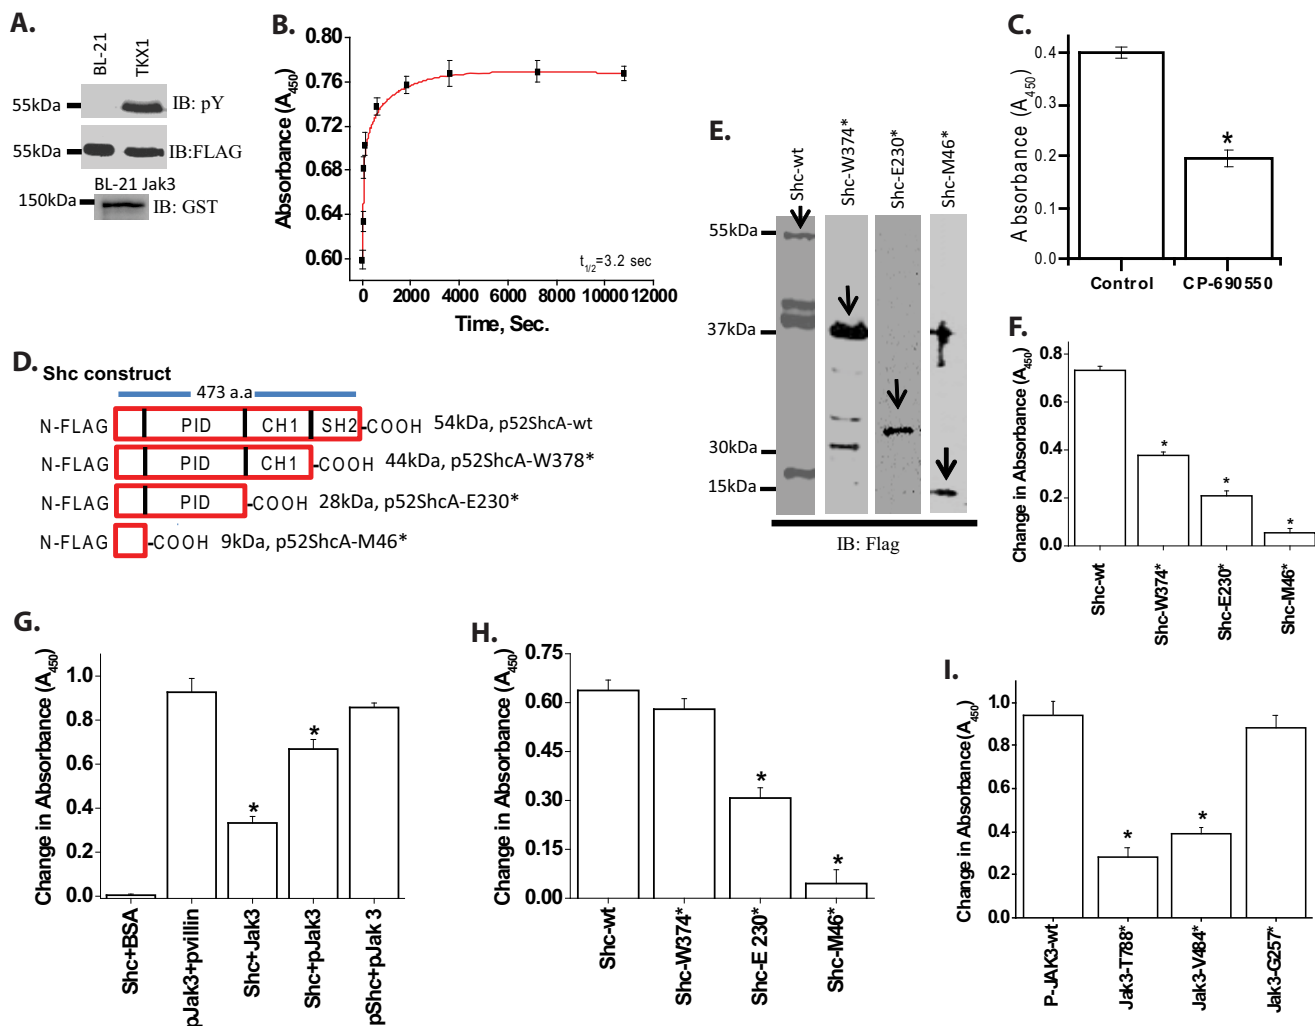 A.
BL-21
TKX1
55kDa
IB: pY
55kDa
IB:FLAG
BL-21 Jak3
150kDa
IB: GST
B.
0.80
0.76
0.72
0.68
0.64
0.60
Absorbance (A450)
t1/2=3.2 sec
0 2000 4000 6000 8000 10000 12000
Time, Sec.
C.
0.4
0.2
0.0
Absorbance (A450)
*
Control CP-690550
D.
Shc construct
473 a.a
N-FLAG PID CH1 SH2 -COOH 54kDa, p52ShcA-wt
N-FLAG PID CH1 -COOH 44kDa, p52ShcA-W378*
N-FLAG PID -COOH 28kDa, p52ShcA-E230*
N-FLAG -COOH 9kDa, p52ShcA-M46*
E.
Shc-wt
Shc-W374*
Shc-E230*
Shc-M46*
55kDa
37kDa
30kDa
15kDa
IB: Flag
F.
0.8
0.6
0.4
0.2
0.0
Change in Absorbance (A450)
*
*
*
Shc-wt
Shc-W374*
Shc-E230*
Shc-M46*
G.
1.0
0.8
0.6
0.4
0.2
0.0
Change in Absorbance (A450)
*
*
Shc+BSA
pJak3+pvillin
Shc+Jak3
Shc+pJak3
pShc+pJak 3
H.
0.75
0.60
0.45
0.30
0.15
0.00
Change in Absorbance (A450)
*
*
Shc-wt
Shc-W374*
Shc-E 230*
Shc-M46*
I.
1.0
0.8
0.6
0.4
0.2
0.0
Change in Absorbance(A450)
*
*
P-JAK3-wt
Jak3-T788*
Jak3-V484*
Jak3-G257*